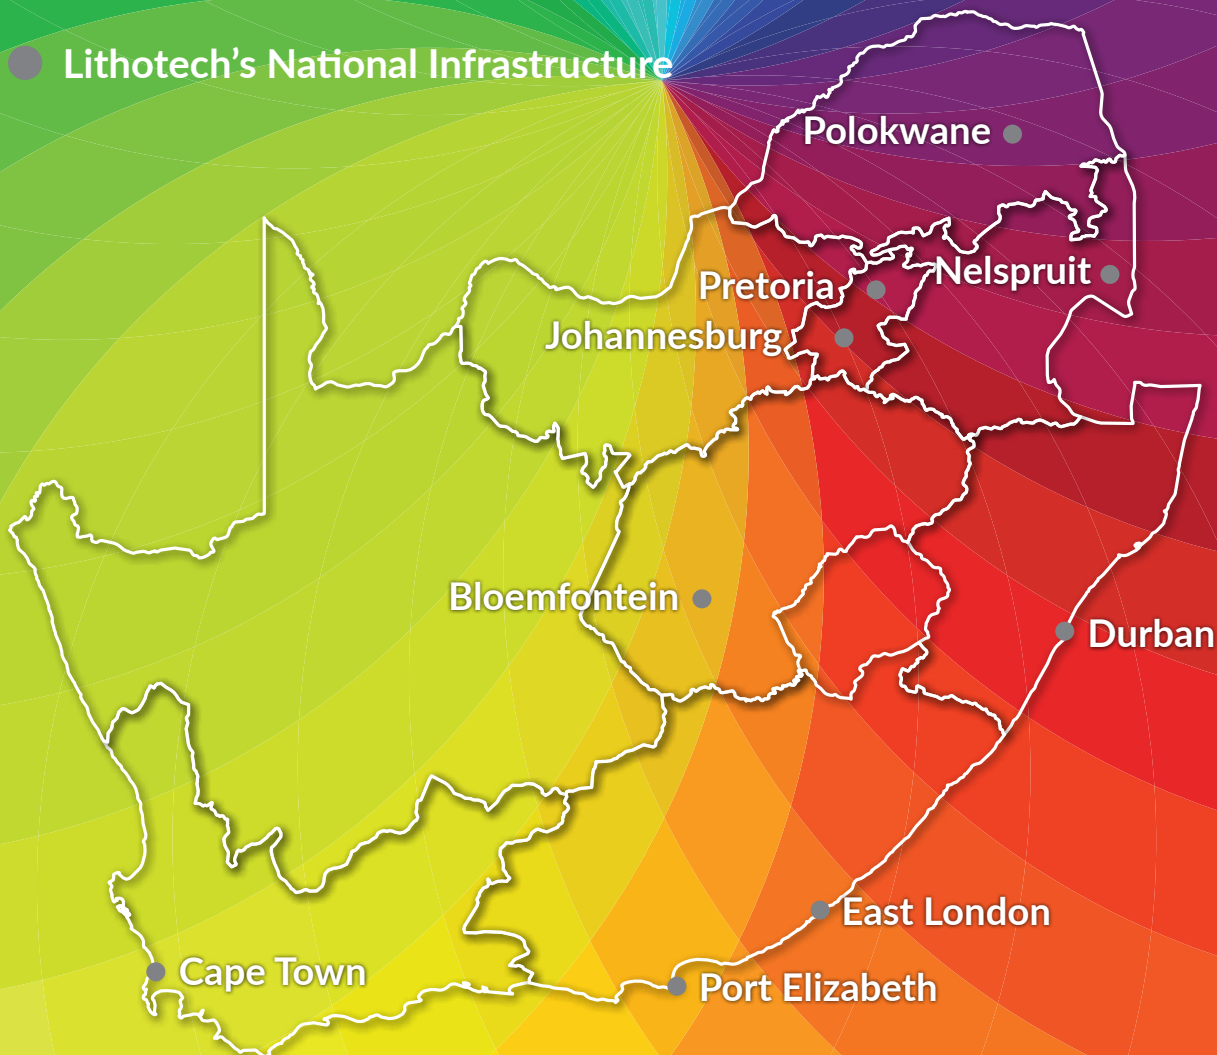 Lithotech’s National Infrastructure
Polokwane
Nelspruit
Pretoria
Johannesburg
Bloemfontein
Durban
East London
Cape Town
Port Elizabeth